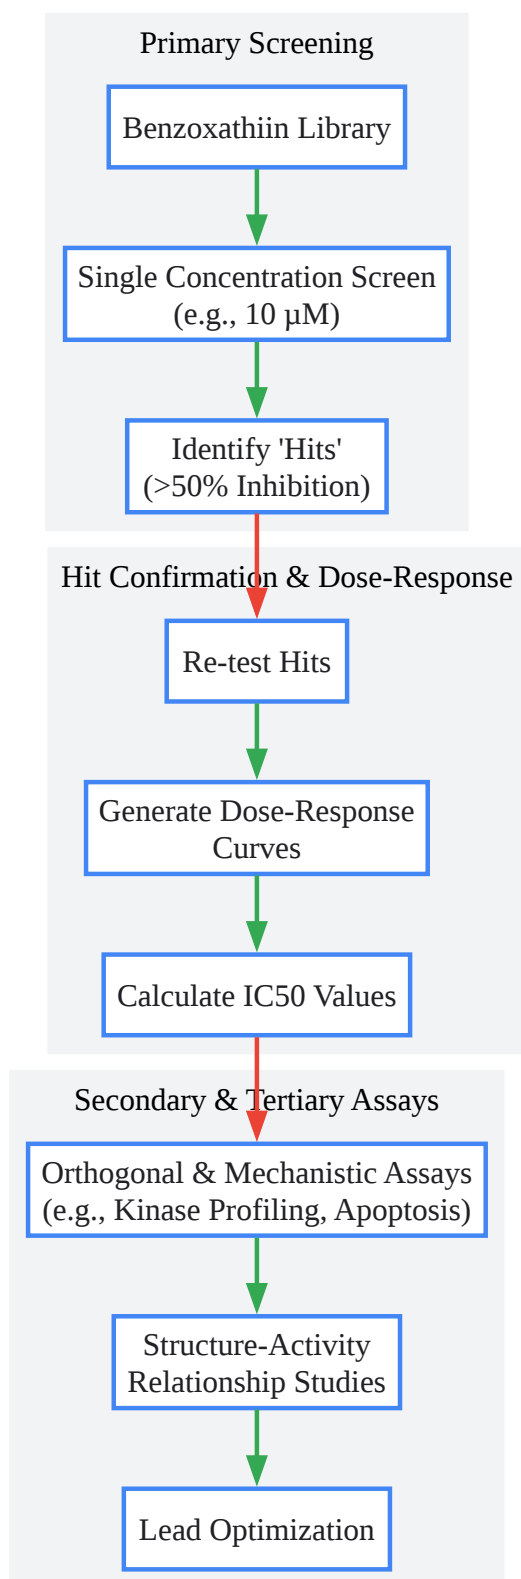 Primary Screening
Benzoxathiin Library
Single Concentration Screen
(e.g., 10 µM)
Identify 'Hits'
(>50% Inhibition)
Hit Confirmation & Dose-Response
Re-test Hits
Generate Dose-Response
Curves
Calculate IC50 Values
Secondary & Tertiary Assays
Orthogonal & Mechanistic Assays
(e.g., Kinase Profiling, Apoptosis)
Structure-Activity
Relationship Studies
Lead Optimization